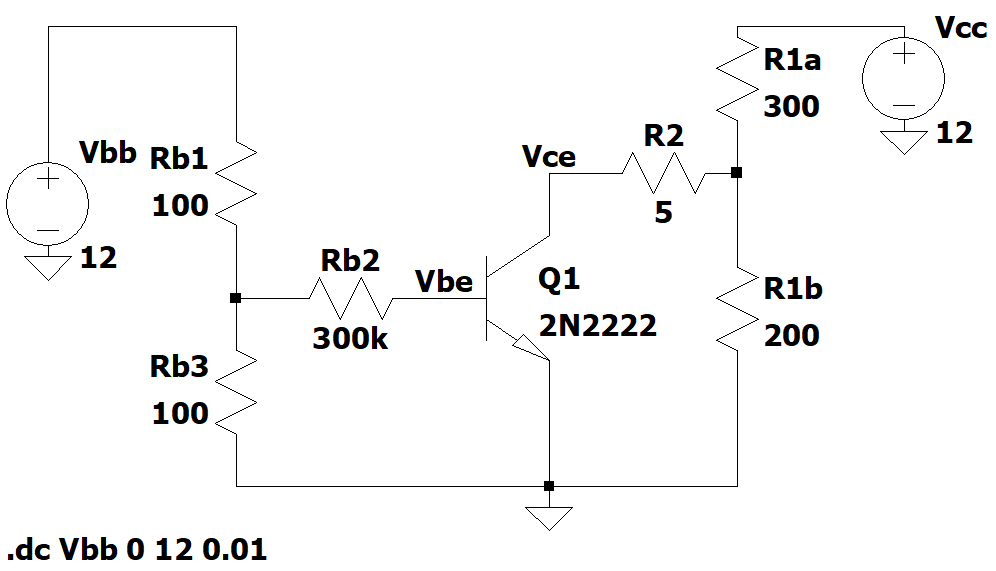 Vcc
R1a
300
12
R2
Vce
5
Vbb
Rb1
100
12
Rb2
Vbe
300k
Q1
2N2222
R1b
200
Rb3
100
.dc Vbb 0 12 0.01